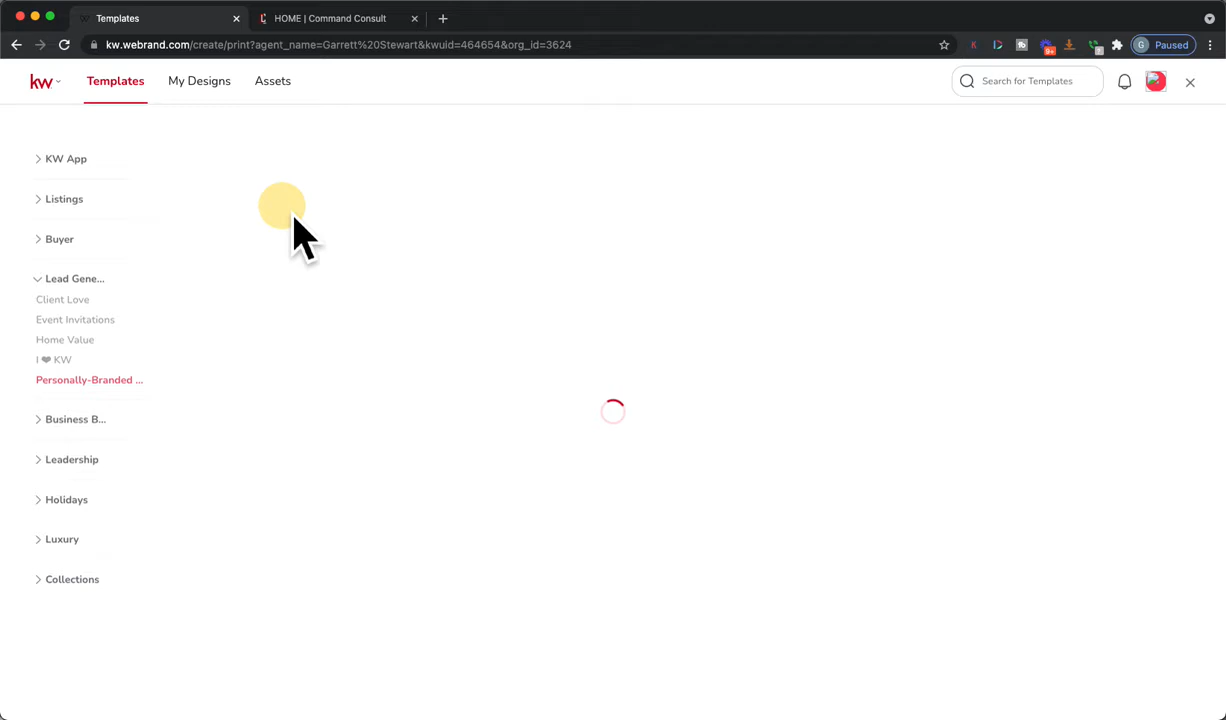 Templates
HOME | Command Consult
kw.webrand.com/create/print?agent_name=Garrett%20Stewart&kwuid=464654&org_id=3624
9+
G Paused
kw
Templates
My Designs
Assets
Search for Templates
KW App
Listings
Buyer
Lead Gene...
Client Love
Event Invitations
Home Value
I ❤ KW
Personally-Branded ...
Business B...
Leadership
Holidays
Luxury
Collections